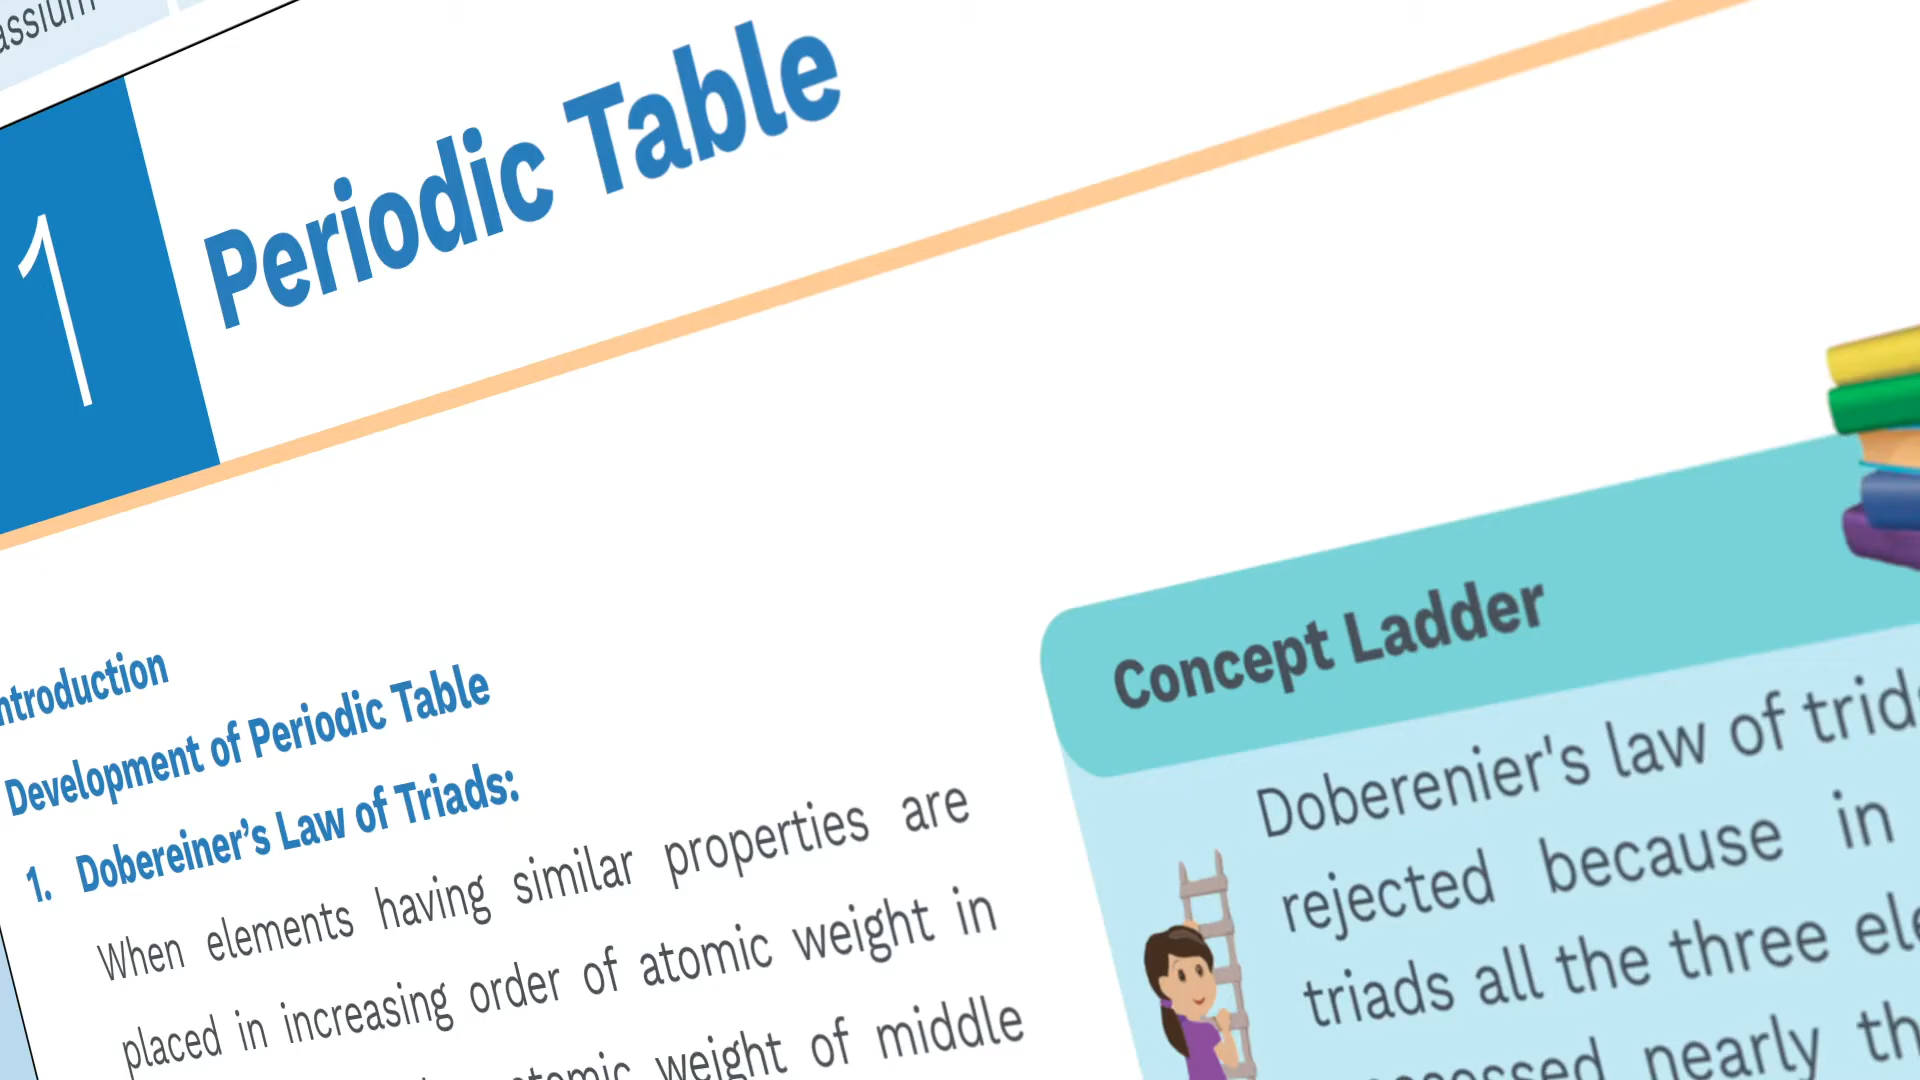 1
Periodic Table
Development of Periodic Table
1. Dobereiner’s Law of Triads:
When elements having similar properties are
placed in increasing order of atomic weight in
weight of middle
Concept Ladder
Doberenier's law of
rejected because in
triads all the three
nearly